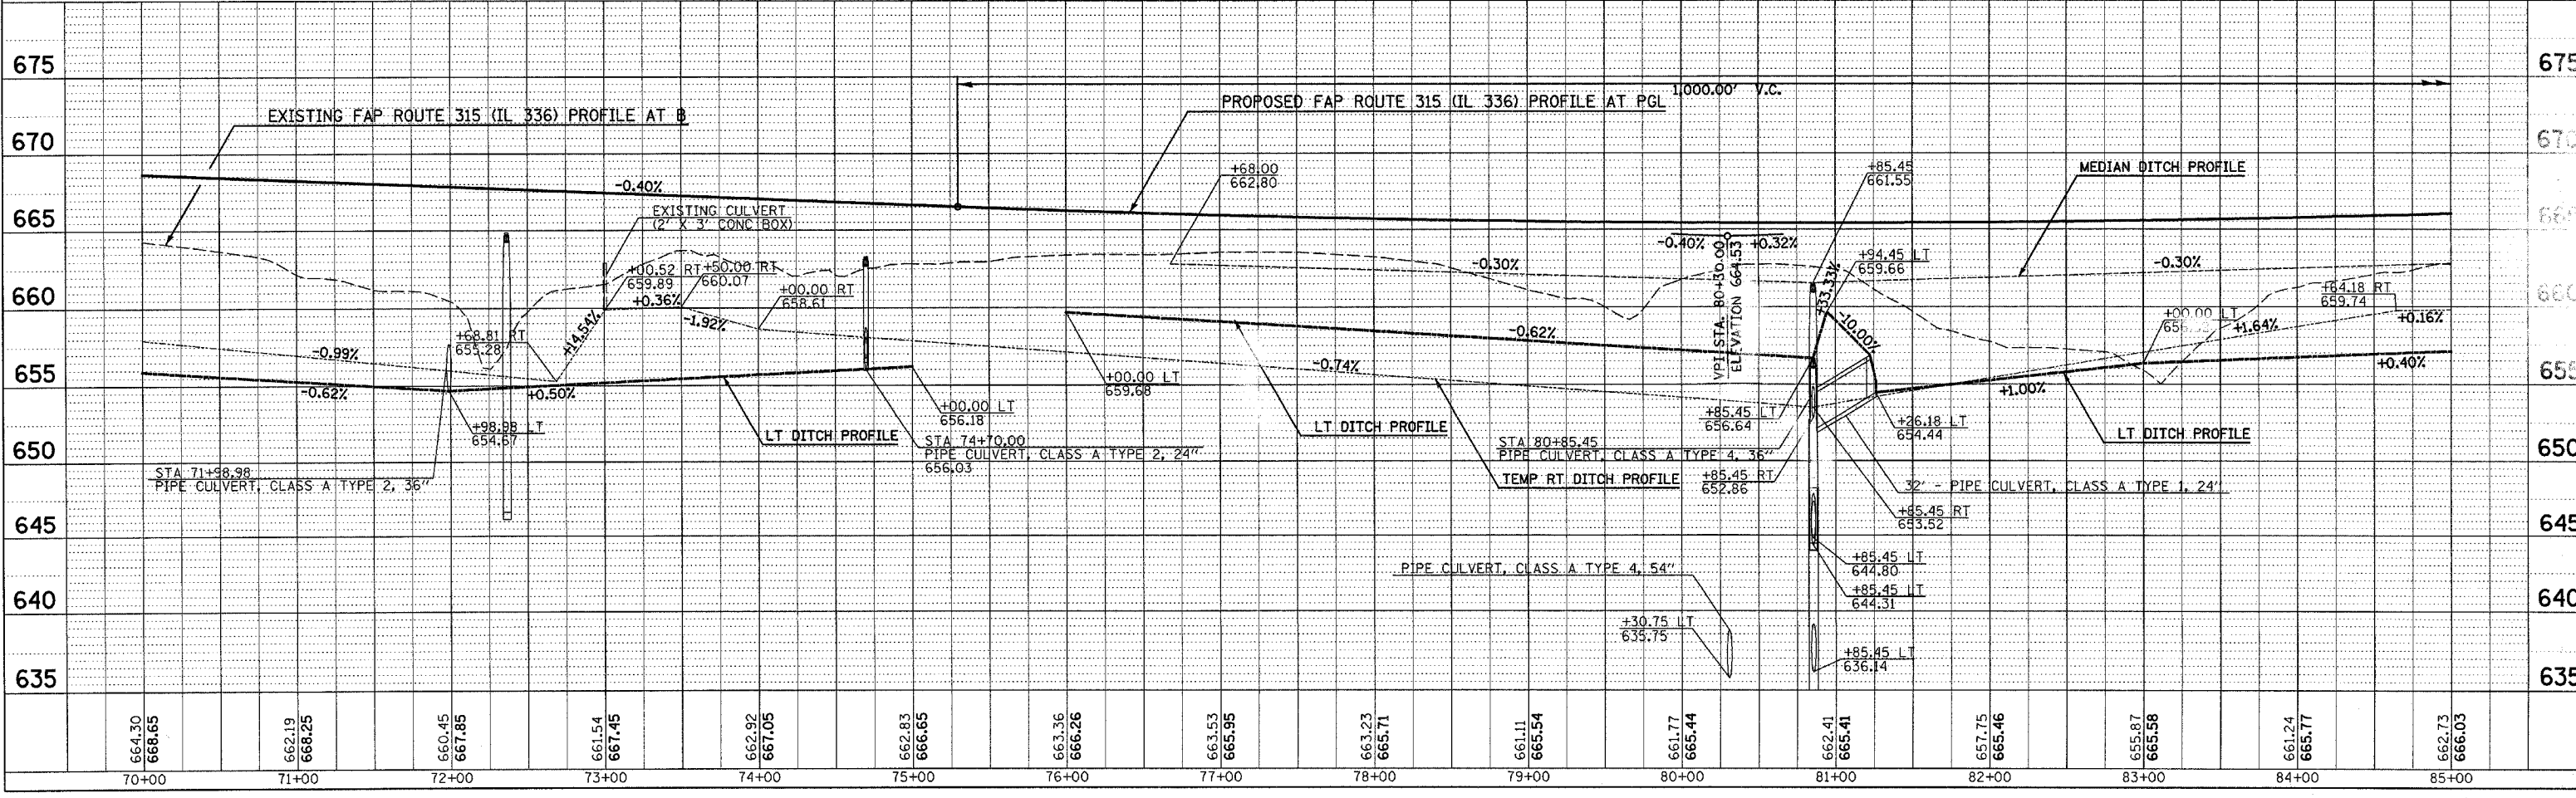 675
670
665
660
655
650
645
640
635
675
EXISTING FAP ROUTE 315 (IL 336) PROFILE AT B
PROPOSED FAP ROUTE 315 (IL 336) PROFILE AT PGL
1,000.00' V.C.
MEDIAN DITCH PROFILE
-0.40%
EXISTING CULVERT
(2' X 3' CONC BOX)
+00.52 RT
659.89
+50.00 RT
660.07
+0.36%
+00.00 RT
658.61
-1.92%
+14.54%
+68.81 RT
655.28
-0.99%
-0.62%
+0.50%
+98.98 LT
654.67
STA 71+98.98
PIPE CULVERT, CLASS A TYPE 2, 36"
LT DITCH PROFILE
+00.00 LT
656.18
STA 74+70.00
PIPE CULVERT, CLASS A TYPE 2, 24"
656.03
+68.00
662.80
-0.30%
-0.62%
-0.74%
+00.00 LT
659.68
LT DITCH PROFILE
TEMP RT DITCH PROFILE
-0.40%
+0.32%
VPI STA. 80+30.00
ELEVATION 664.53
+85.45
661.55
+94.45 LT
659.66
+33.33%
-10.00%
+85.45 LT
656.64
STA 80+85.45
PIPE CULVERT, CLASS A TYPE 4, 36"
+85.45 RT
652.86
+26.18 LT
654.44
32' - PIPE CULVERT, CLASS A TYPE 1, 24"
+85.45 RT
653.52
+85.45 LT
644.80
+85.45 LT
644.31
PIPE CULVERT, CLASS A TYPE 4, 54"
+30.75 LT
635.75
+85.45 LT
636.14
-0.30%
+64.18 RT
659.74
+00.00 LT
+1.64%
+0.16%
+0.40%
+1.00%
LT DITCH PROFILE
650
645
640
635
664.30
668.65
662.19
668.25
660.45
667.85
661.54
667.45
662.92
667.05
662.83
666.65
663.36
666.26
663.53
665.95
663.23
665.71
661.11
665.54
661.77
665.44
662.41
665.41
657.75
665.46
655.87
665.58
661.24
665.77
662.73
666.03
70+00
71+00
72+00
73+00
74+00
75+00
76+00
77+00
78+00
79+00
80+00
81+00
82+00
83+00
84+00
85+00